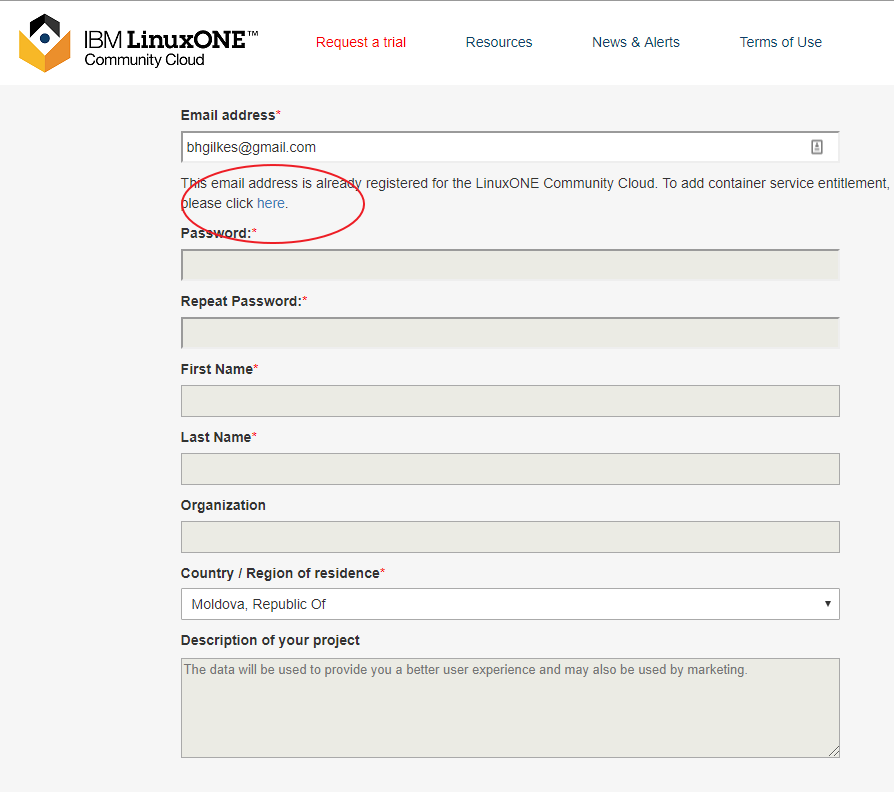 IBM LinuxONE™
Community Cloud
Request a trial
Resources
News & Alerts
Terms of Use
Email address*
bhgilkes@gmail.com
This email address is already registered for the LinuxONE Community Cloud. To add container service entitlement,
please click here.
Password:*
Repeat Password:*
First Name*
Last Name*
Organization
Country / Region of residence*
Moldova, Republic Of
Description of your project
The data will be used to provide you a better user experience and may also be used by marketing.